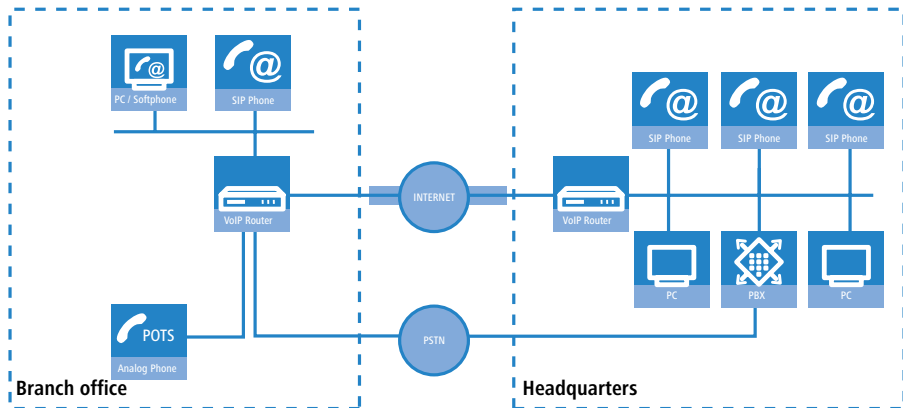 PC / Softphone
SIP Phone
@
@
VoIP Router
POTS
Analog Phone
Branch office
INTERNET
PSTN
@
@
@
SIP Phone
SIP Phone
SIP Phone
VoIP Router
PC
PBX
PC
Headquarters